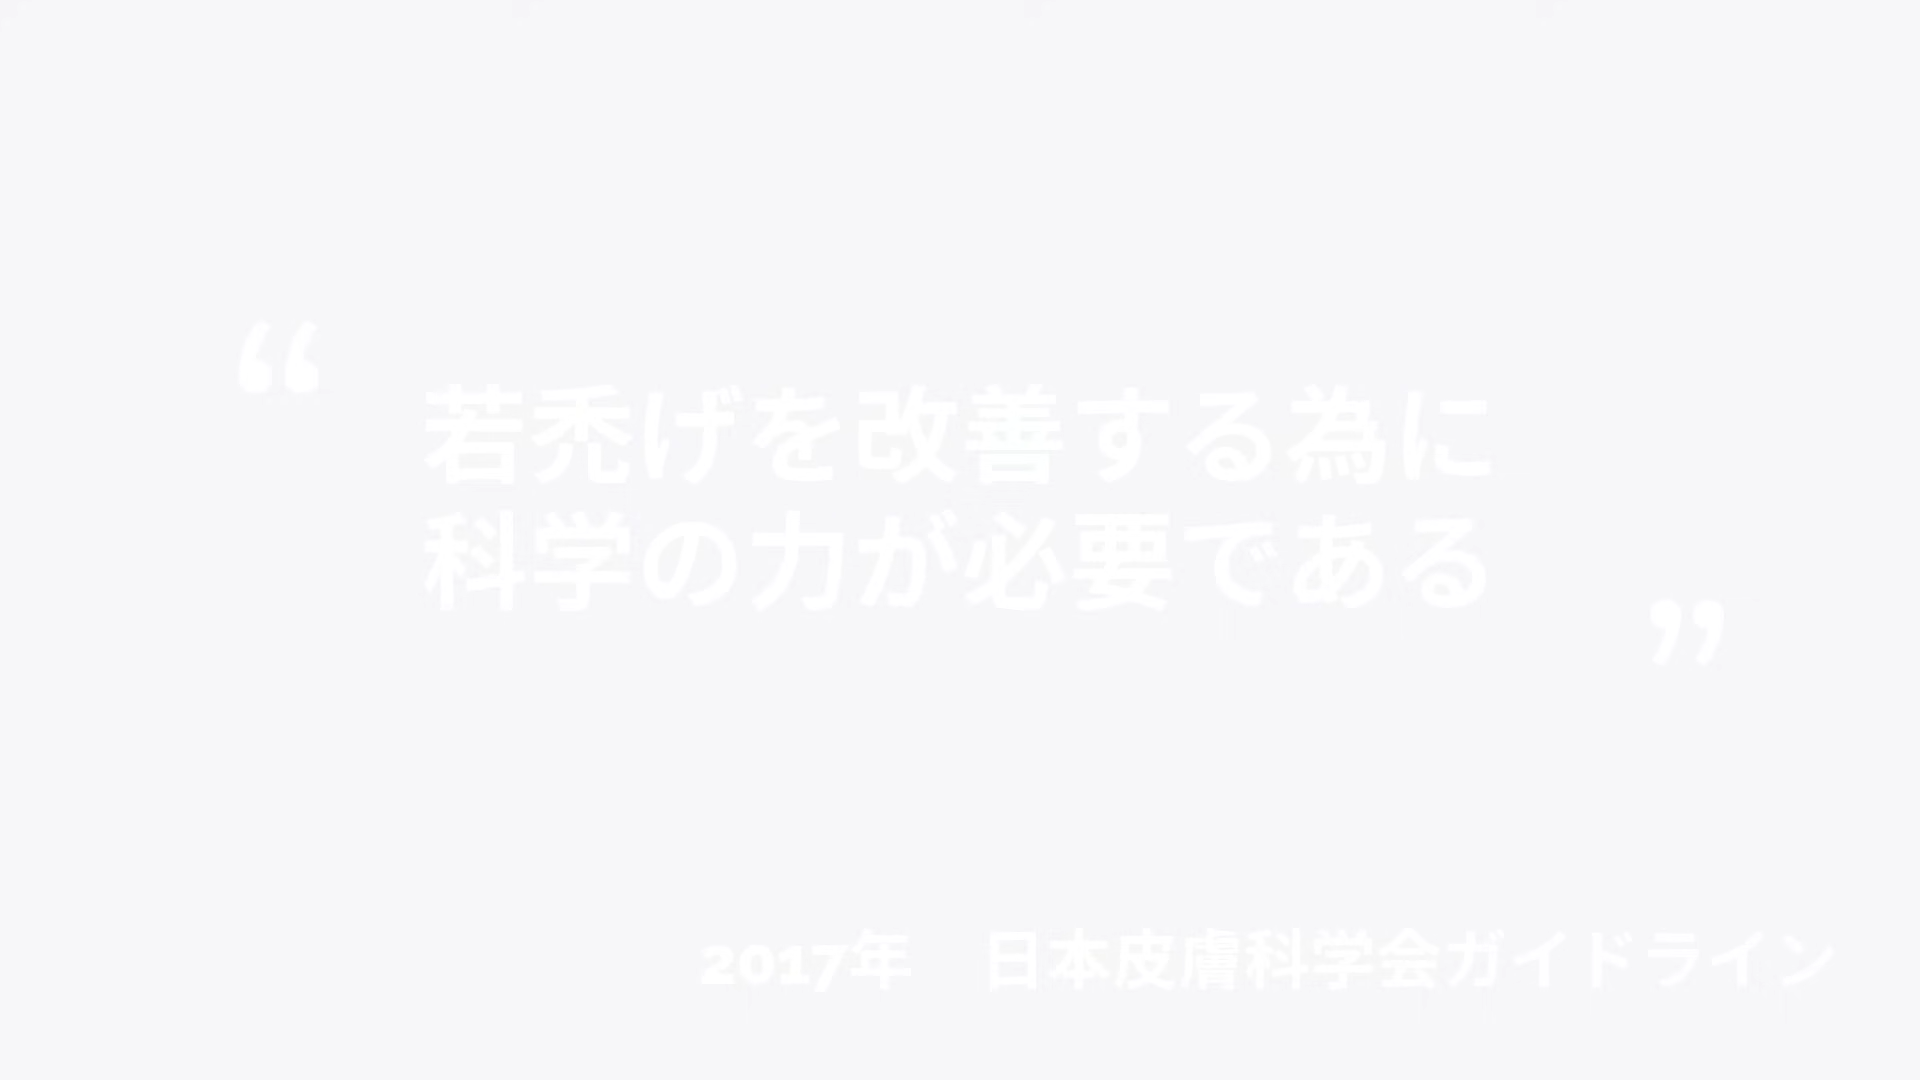 “
若禿げを改善する為に
科学の力が必要である
”
2017年　日本皮膚科学会ガイドライン